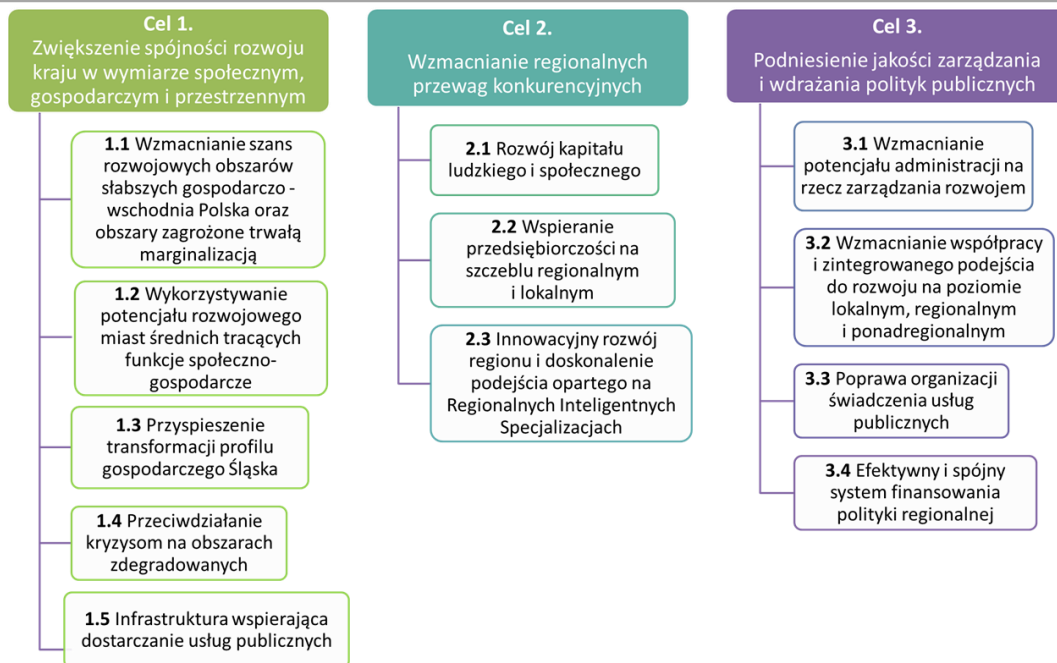 Cel 1.
Zwiększenie spójności rozwoju
kraju w wymiarze społecznym,
gospodarczym i przestrzennym
1.1 Wzmacnianie szans
rozwojowych obszarów
słabszych gospodarczo -
wschodnia Polska oraz
obszary zagrożone trwałą
marginalizacją
1.2 Wykorzystywanie
potencjału rozwojowego
miast średnich tracących
funkcje społeczno-
gospodarcze
1.3 Przyspieszenie
transformacji profilu
gospodarczego Śląska
1.4 Przeciwdziałanie
kryzysom na obszarach
zdegradowanych
1.5 Infrastruktura wspierająca
dostarczanie usług publicznych
Cel 2.
Wzmacnianie regionalnych
przewag konkurencyjnych
2.1 Rozwój kapitału
ludzkiego i społecznego
2.2 Wspieranie
przedsiębiorczości na
szczeblu regionalnym
i lokalnym
2.3 Innowacyjny rozwój
regionu i doskonalenie
podejścia opartego na
Regionalnych Inteligentnych
Specjalizacjach
Cel 3.
Podniesienie jakości zarządzania
i wdrażania polityk publicznych
3.1 Wzmacnianie
potencjału administracji na
rzecz zarządzania rozwojem
3.2 Wzmacnianie współpracy
i zintegrowanego podejścia
do rozwoju na poziomie
lokalnym, regionalnym
i ponadregionalnym
3.3 Poprawa organizacji
świadczenia usług
publicznych
3.4 Efektywny i spójny
system finansowania
polityki regionalnej